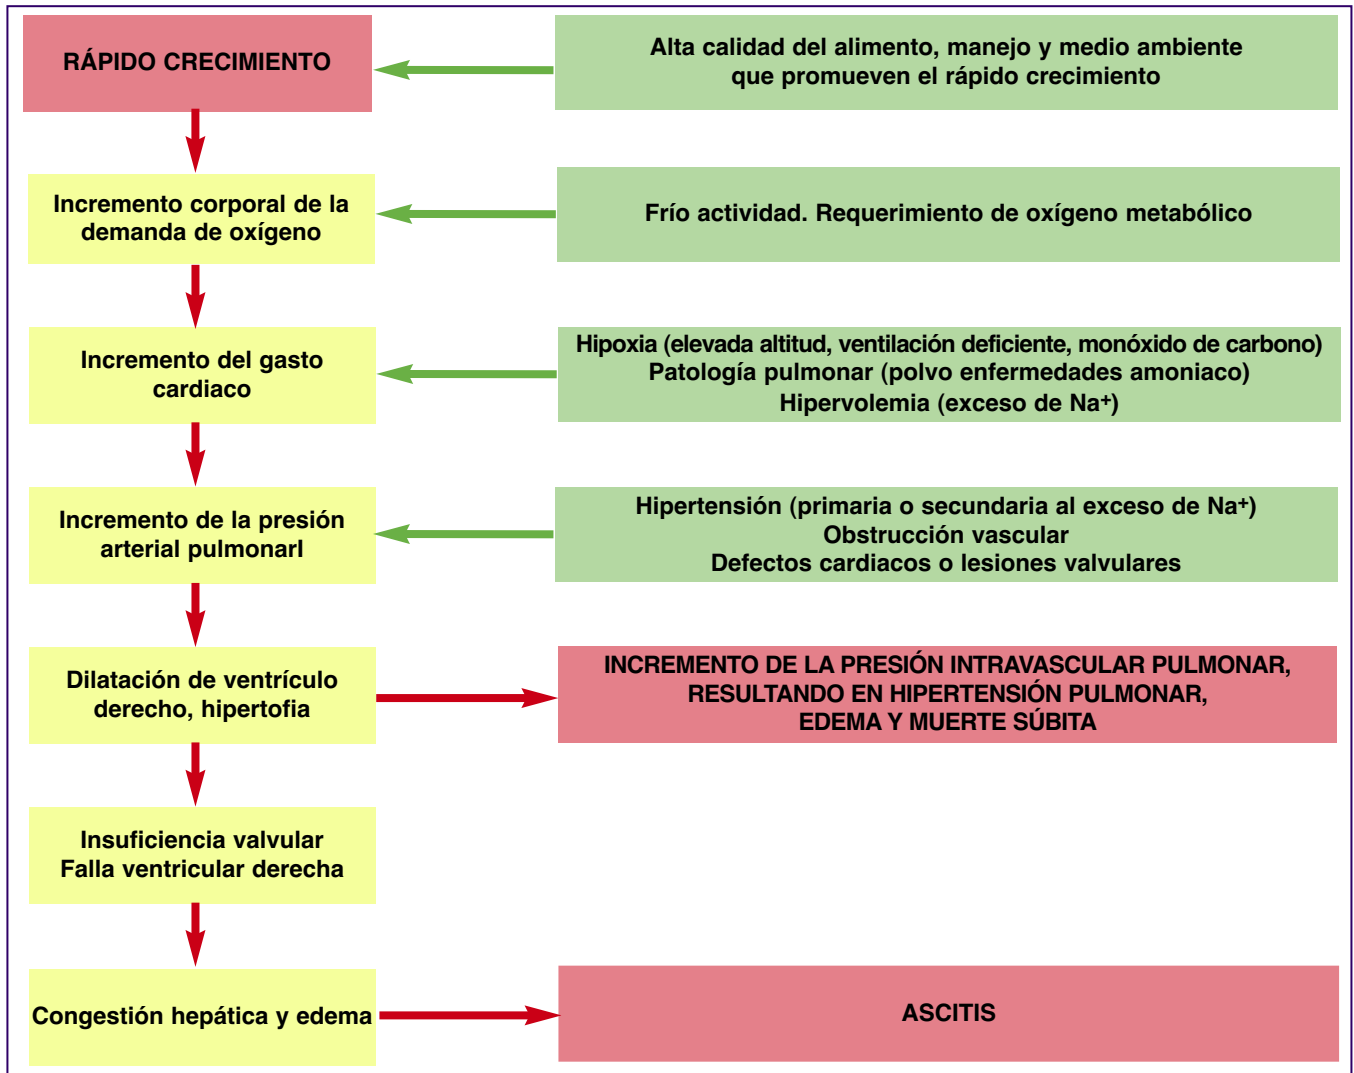 RÁPIDO CRECIMIENTO
Alta calidad del alimento, manejo y medio ambiente
que promueven el rápido crecimiento
Incremento corporal de la
demanda de oxígeno
Frío actividad. Requerimiento de oxígeno metabólico
Incremento del gasto
cardiaco
Hipoxia (elevada altitud, ventilación deficiente, monóxido de carbono)
Patología pulmonar (polvo enfermedades amoniaco)
Hipervolemia (exceso de Na⁺)
Incremento de la presión
arterial pulmonarl
Hipertensión (primaria o secundaria al exceso de Na⁺)
Obstrucción vascular
Defectos cardiacos o lesiones valvulares
Dilatación de ventrículo
derecho, hipertofia
INCREMENTO DE LA PRESIÓN INTRAVASCULAR PULMONAR,
RESULTANDO EN HIPERTENSIÓN PULMONAR,
EDEMA Y MUERTE SÚBITA
Insuficiencia valvular
Falla ventricular derecha
Congestión hepática y edema
ASCITIS